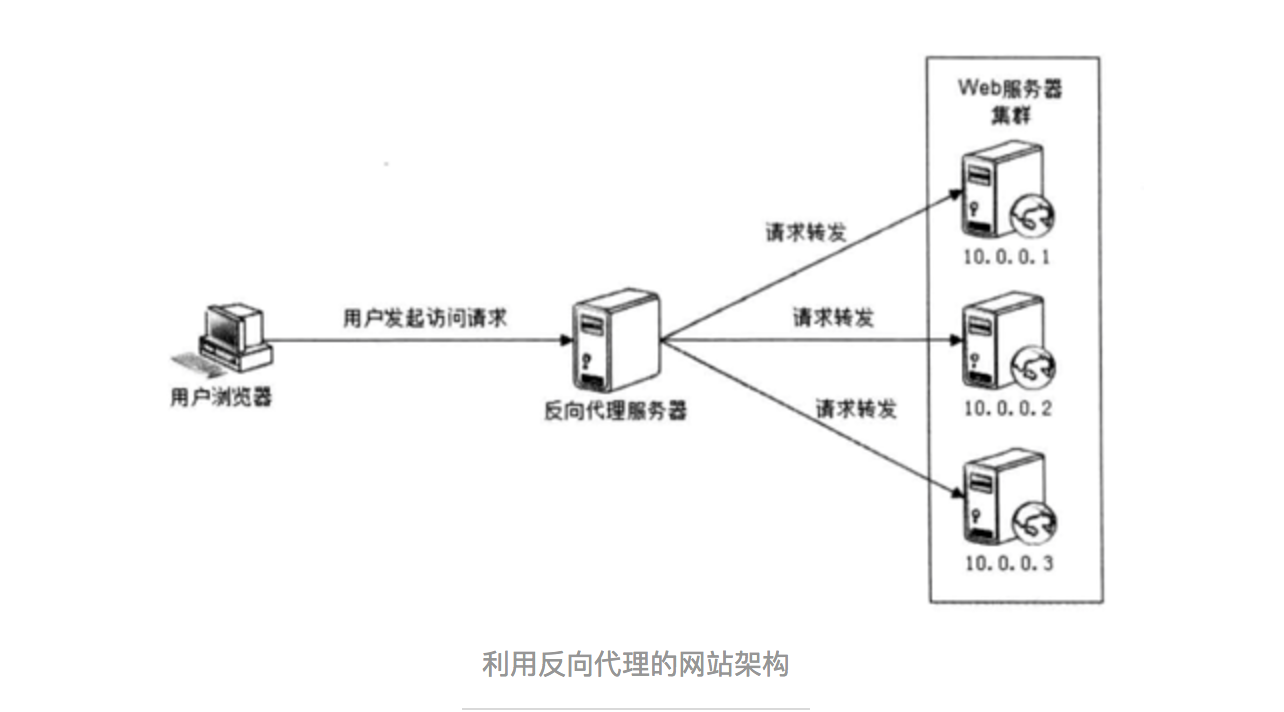 Web服务器
集群
请求转发
10.0.0.1
用户发起访问请求
请求转发
用户浏览器
反向代理服务器
请求转发
10.0.0.2
10.0.0.3
利用反向代理的网站架构